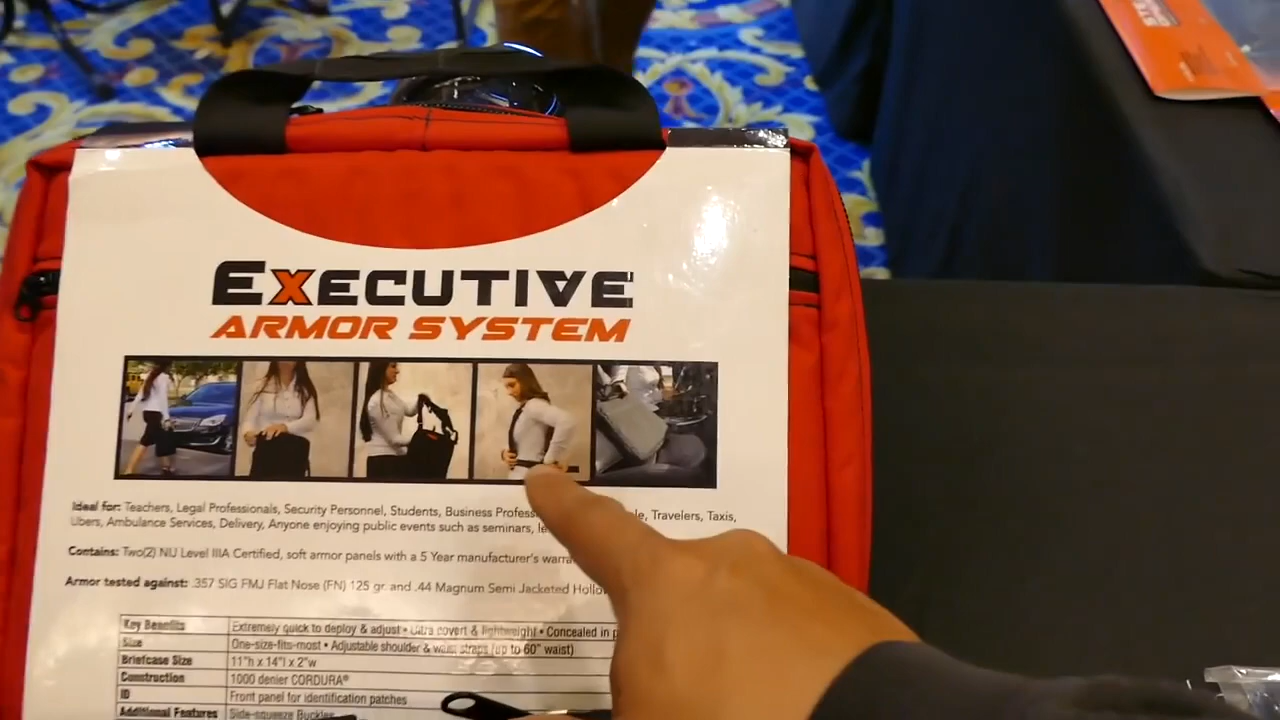 EXECUTIVE
ARMOR SYSTEM
Ideal for: Teachers, Legal Professionals, Security Personnel, Students, Business Profess le, Travelers, Taxis,
Ubers, Ambulance Services, Delivery, Anyone enjoying public events such as seminars, le
Contains: Two(2) NIJ Level IIIA Certified, soft armor panels with a 5 Year manufacturer's warra
Armor tested against: .357 SIG FMJ Flat Nose (FN) 125 gr. and .44 Magnum Semi Jacketed Hollo
Key Benefits Extremely quick to deploy & adjust • Ultra covert & lightweight • Concealed in p
Size One-size-fits-most • Adjustable shoulder & waist straps (up to 60" waist)
Briefcase Size 11"h x 14"l x 2"w
Construction 1000 denier CORDURA®
ID Front panel for identification patches
Additional Features Side-squeeze Buckles